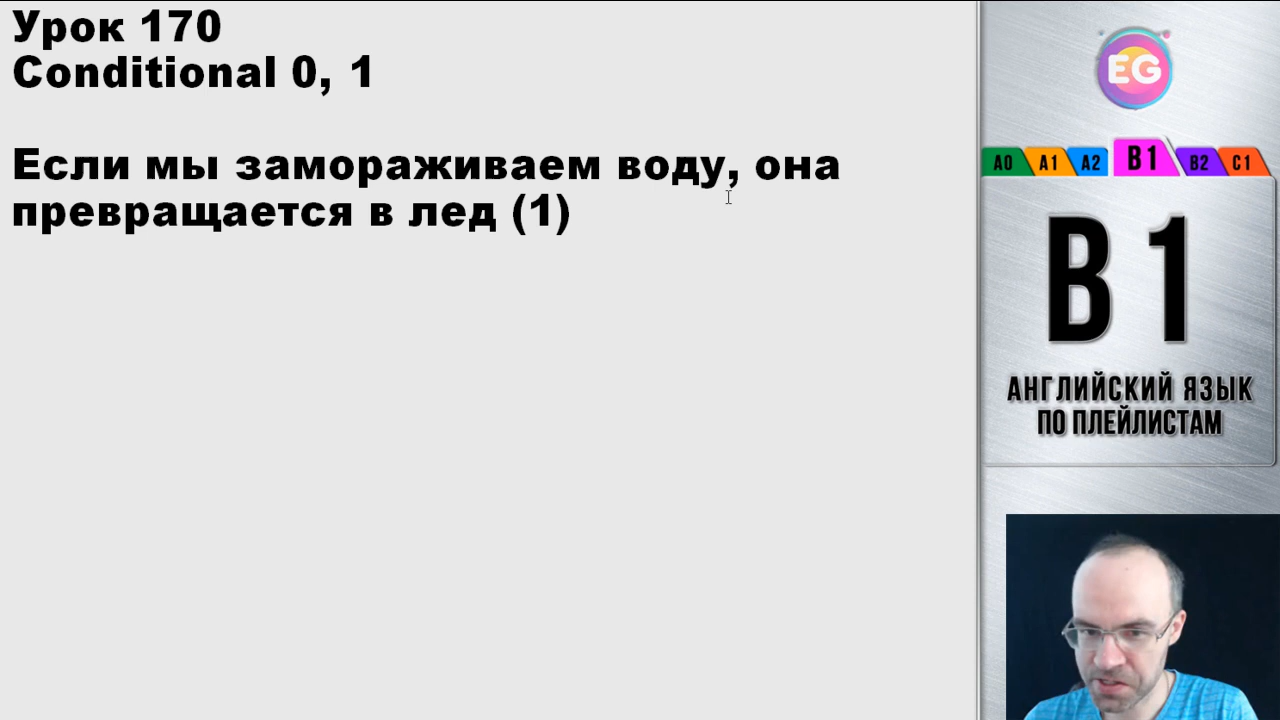 Урок 170
Conditional 0, 1
Если мы замораживаем воду, она
превращается в лед (1)
EG
A0 A1 A2 B1 B2 C1
B 1
АНГЛИЙСКИЙ ЯЗЫК
ПО ПЛЕЙЛИСТАМ